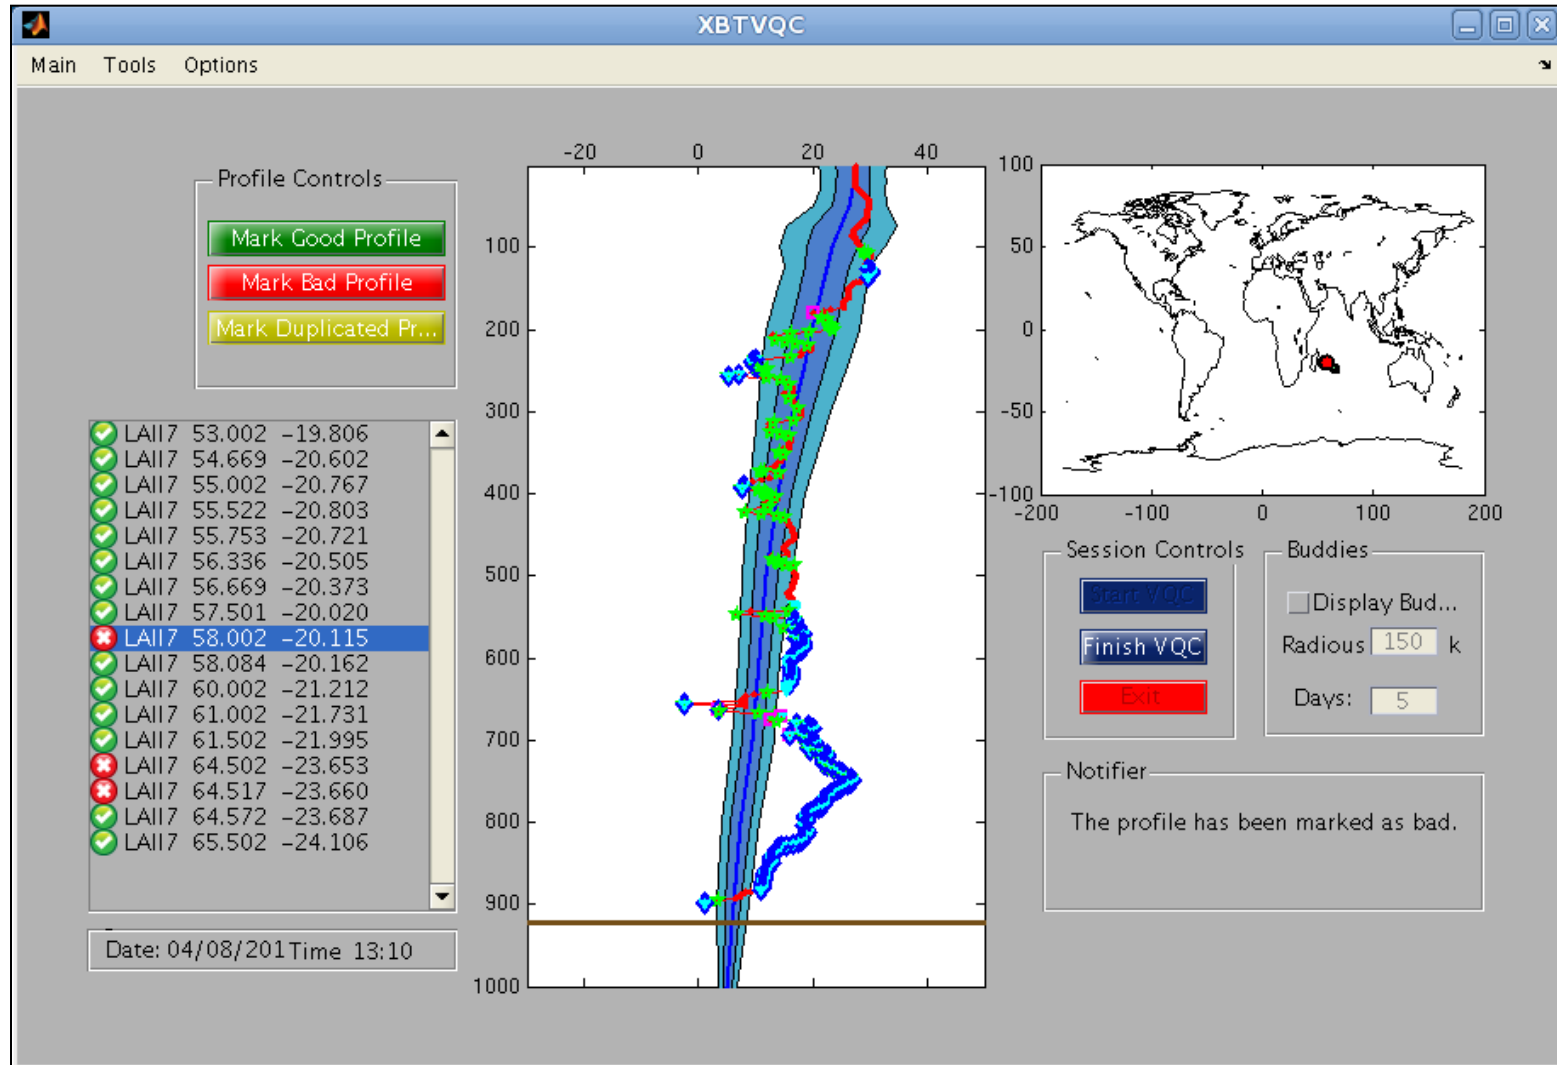 XBTVQC
Main Tools Options
Profile Controls
Mark Good Profile
Mark Bad Profile
Mark Duplicated Pr...
LAII7 53.002 -19.806
LAII7 54.669 -20.602
LAII7 55.002 -20.767
LAII7 55.522 -20.803
LAII7 55.753 -20.721
LAII7 56.336 -20.505
LAII7 56.669 -20.373
LAII7 57.501 -20.020
LAII7 58.002 -20.115
LAII7 58.084 -20.162
LAII7 60.002 -21.212
LAII7 61.002 -21.731
LAII7 61.502 -21.995
LAII7 64.502 -23.653
LAII7 64.517 -23.660
LAII7 64.572 -23.687
LAII7 65.502 -24.106
Date: 04/08/201 Time 13:10
-20 0 20 40
100
200
300
400
500
600
700
800
900
1000
100
50
0
-50
-100
-200 -100 0 100 200
Session Controls
Start VQC
Finish VQC
Exit
Buddies
Display Bud...
Radious 150 k
Days: 5
Notifier
The profile has been marked as bad.